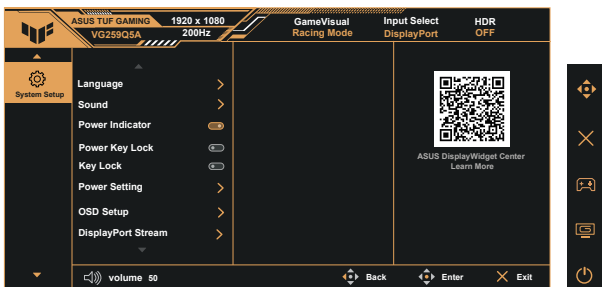 ASUS TUF GAMING 1920 x 1080 GameVisual Input Select HDR
VG259Q5A 200Hz Racing Mode DisplayPort OFF
System Setup
Language
Sound
Power Indicator
Power Key Lock
Key Lock
Power Setting
OSD Setup
DisplayPort Stream
ASUS DisplayWidget Center
Learn More
volume 50 Back Enter Exit